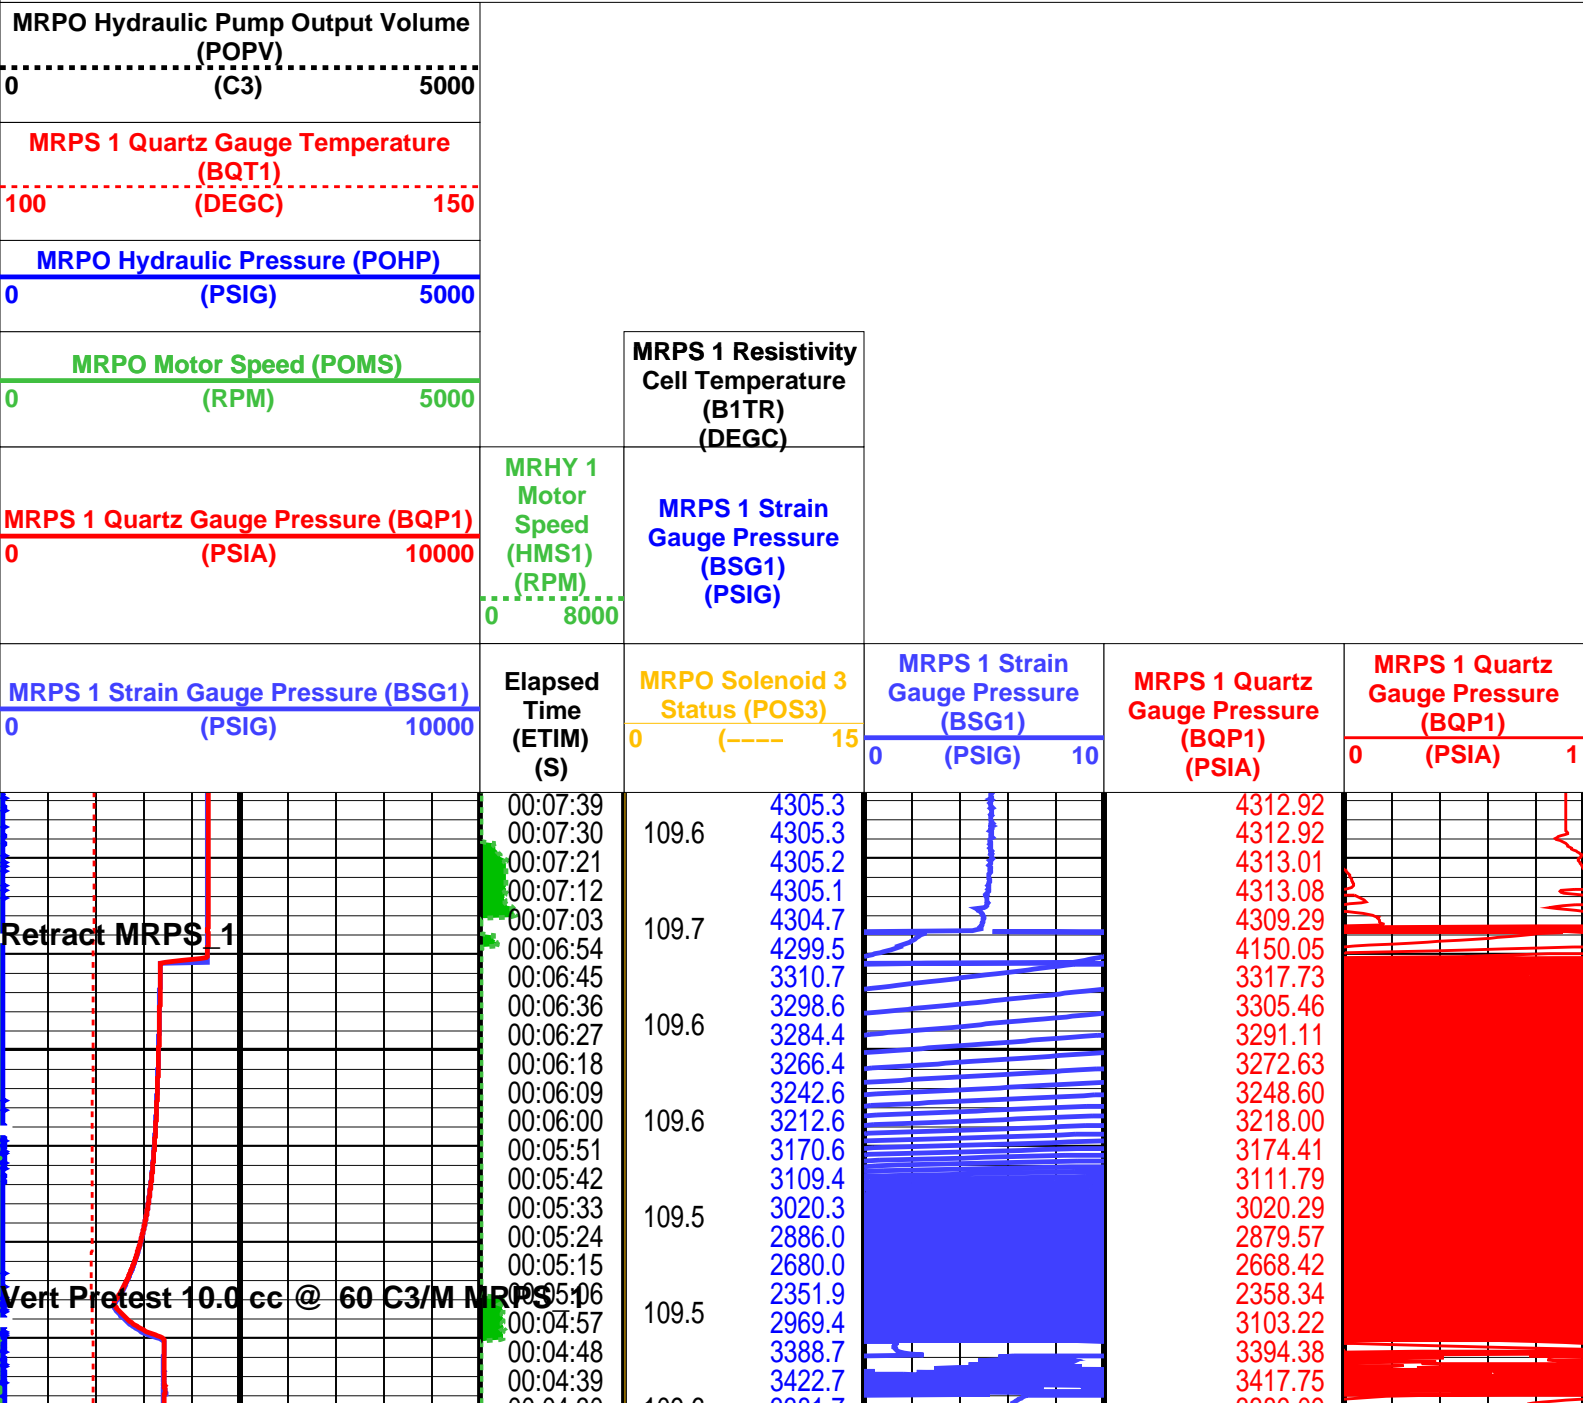 MRPO Hydraulic Pump Output Volume
(POPV)
0 (C3) 5000
MRPS 1 Quartz Gauge Temperature
(BQT1)
100 (DEGC) 150
MRPO Hydraulic Pressure (POHP)
0 (PSIG) 5000
MRPO Motor Speed (POMS)
0 (RPM) 5000
MRPS 1 Resistivity
Cell Temperature
(B1TR)
(DEGC)
MRPS 1 Quartz Gauge Pressure (BQP1)
0 (PSIA) 10000
MRHY 1
Motor
Speed
(HMS1)
(RPM)
0 8000
MRPS 1 Strain
Gauge Pressure
(BSG1)
(PSIG)
MRPS 1 Strain Gauge Pressure (BSG1)
0 (PSIG) 10000
Elapsed
Time
(ETIM)
(S)
MRPO Solenoid 3
Status (POS3)
0 (---- 15
MRPS 1 Strain
Gauge Pressure
(BSG1)
0 (PSIG) 10
MRPS 1 Quartz
Gauge Pressure
(BQP1)
(PSIA)
MRPS 1 Quartz
Gauge Pressure
(BQP1)
0 (PSIA) 1
00:07:39 4305.3 4312.92
00:07:30 109.6 4305.3 4312.92
00:07:21 4305.2 4313.01
00:07:12 4305.1 4313.08
00:07:03 109.7 4304.7 4309.29
Retract MRPS_1
00:06:54 4299.5 4150.05
00:06:45 3310.7 3317.73
00:06:36 3298.6 3305.46
00:06:27 109.6 3284.4 3291.11
00:06:18 3266.4 3272.63
00:06:09 3242.6 3248.60
00:06:00 109.6 3212.6 3218.00
00:05:51 3170.6 3174.41
00:05:42 3109.4 3111.79
00:05:33 109.5 3020.3 3020.29
00:05:24 2886.0 2879.57
00:05:15 2680.0 2668.42
Vert Pretest 10.0 cc @ 60 C3/M MRPS_1
00:05:06 2351.9 2358.34
00:04:57 109.5 2969.4 3103.22
00:04:48 3388.7 3394.38
00:04:39 3422.7 3417.75